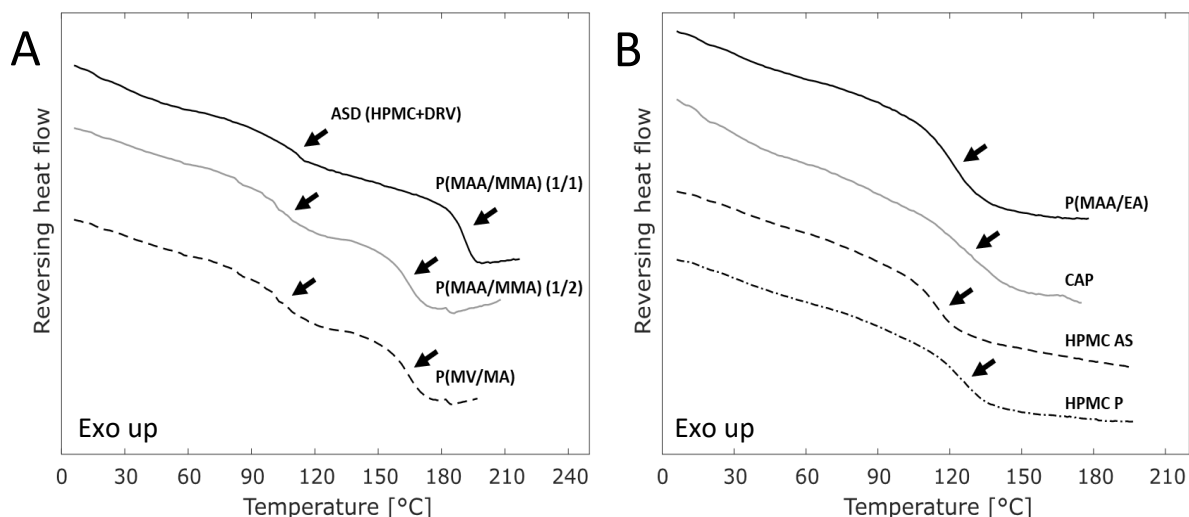 A
Reversing heat flow
ASD (HPMC+DRV)
P(MAA/MMA) (1/1)
P(MAA/MMA) (1/2)
P(MV/MA)
Exo up
0 30 60 90 120 150 180 210 240
Temperature [°C]
B
Reversing heat flow
P(MAA/EA)
CAP
HPMC AS
HPMC P
Exo up
0 30 60 90 120 150 180 210
Temperature [°C]